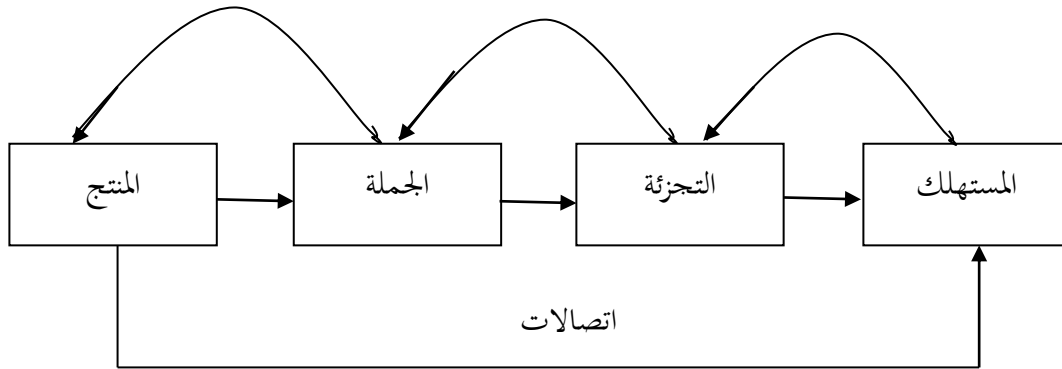 المنتج
الجملة
التجزئة
المستهلك
اتصالات